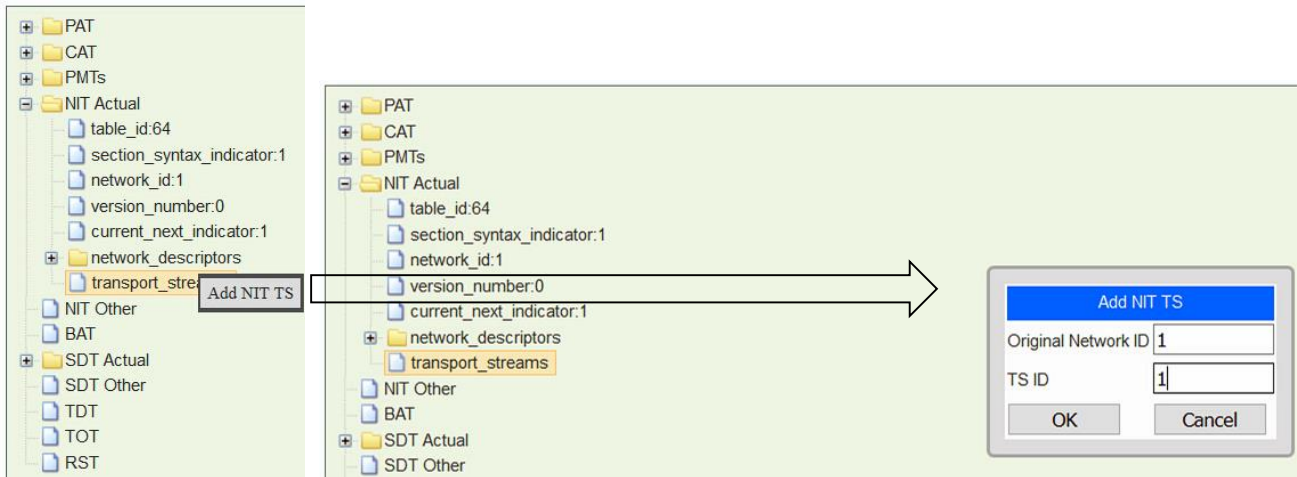 PAT
CAT
PMTs
NIT Actual
table_id:64
section_syntax_indicator:1
network_id:1
version_number:0
current_next_indicator:1
network_descriptors
transport_strea
Add NIT TS
NIT Other
BAT
SDT Actual
SDT Other
TDT
TOT
RST
PAT
CAT
PMTs
NIT Actual
table_id:64
section_syntax_indicator:1
network_id:1
version_number:0
current_next_indicator:1
network_descriptors
transport_streams
NIT Other
BAT
SDT Actual
SDT Other
Add NIT TS
Original Network ID 1
TS ID 1
OK Cancel